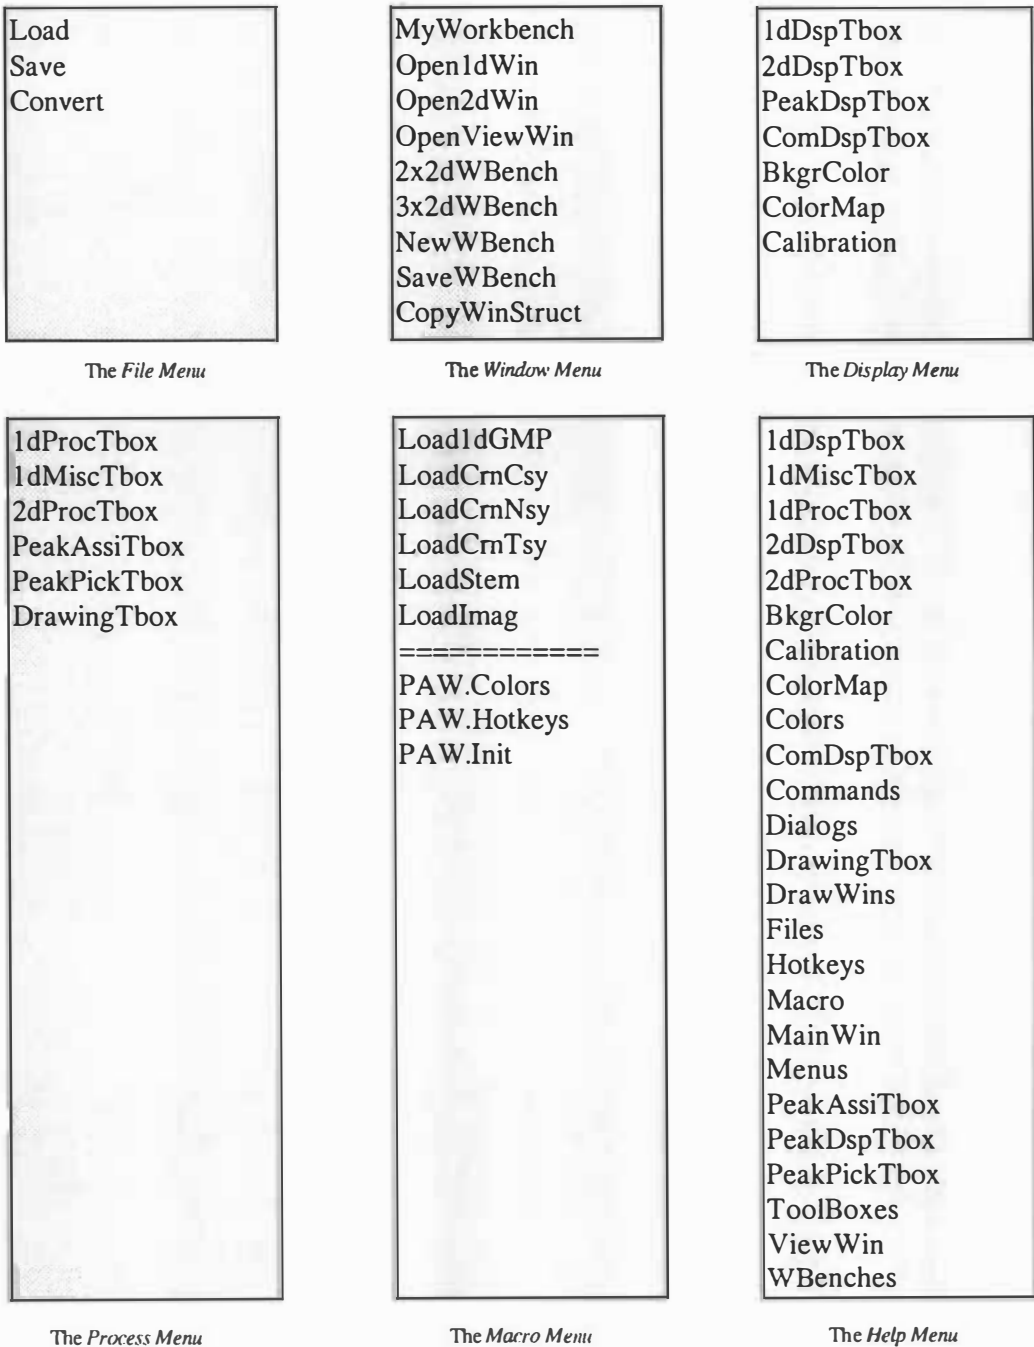 Load
Save
Convert
The File Menu
MyWorkbench
Open1dWin
Open2dWin
OpenViewWin
2x2dWBench
3x2dWBench
NewWBench
SaveWBench
CopyWinStruct
The Window Menu
1dDspTbox
2dDspTbox
PeakDspTbox
ComDspTbox
BkgrColor
ColorMap
Calibration
The Display Menu
1dProcTbox
1dMiscTbox
2dProcTbox
PeakAssiTbox
PeakPickTbox
DrawingTbox
The Process Menu
Load1dGMP
LoadCrnCsy
LoadCrnNsy
LoadCrnTsy
LoadStem
LoadImag
============
PAW.Colors
PAW.Hotkeys
PAW.Init
The Macro Menu
1dDspTbox
1dMiscTbox
1dProcTbox
2dDspTbox
2dProcTbox
BkgrColor
Calibration
ColorMap
Colors
ComDspTbox
Commands
Dialogs
DrawingTbox
DrawWins
Files
Hotkeys
Macro
MainWin
Menus
PeakAssiTbox
PeakDspTbox
PeakPickTbox
ToolBoxes
ViewWin
WBenches
The Help Menu